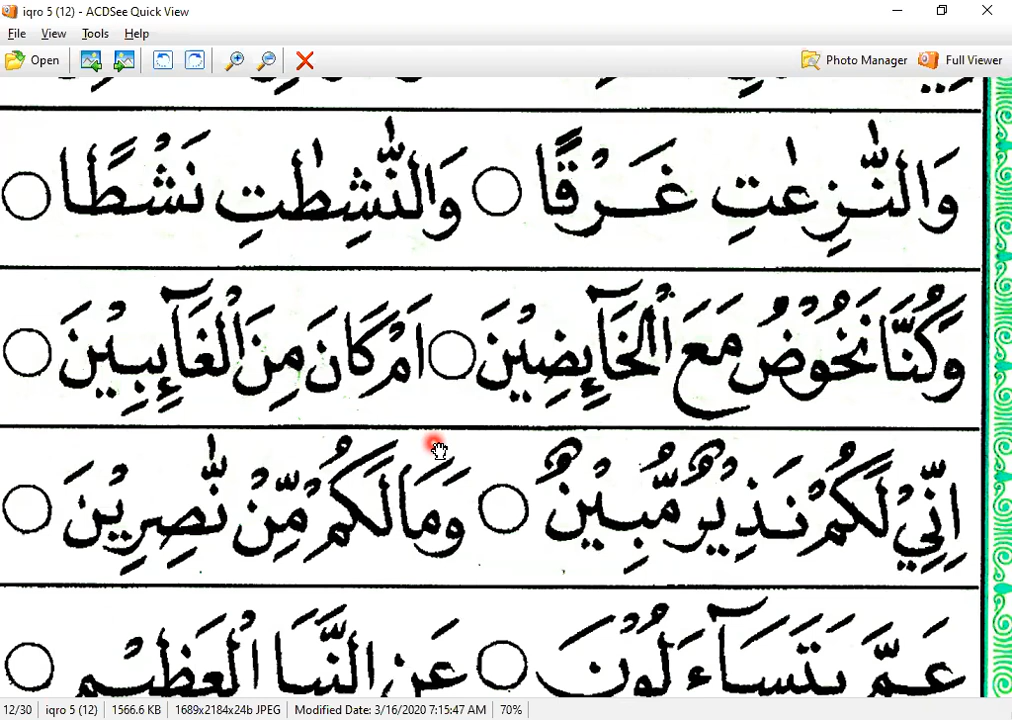 iqro 5 (12) - ACDSee Quick View
File View Tools Help
Open Photo Manager Full Viewer
وَالنّٰزِعٰتِ غَرْقًا ○ وَالنّٰشِطٰتِ نَشْطًا ○
وَكُنَّا نَخُوْضُ مَعَ الْخَآئِضِيْنَ ○ اَمْ كَانَ مِنَ الْغَآئِبِيْنَ ○
اِنِّيْ لَكُمْ نَذِيْرٌ مُّبِيْنٌ ○ وَمَا لَكُمْ مِّنْ نّٰصِرِيْنَ ○
عَمَّ يَتَسَآءَلُوْنَ ○ عَنِ النَّبَاِ الْعَظِيْمِ ○
12/30 iqro 5 (12) 1566.6 KB 1689x2184x24b JPEG Modified Date: 3/16/2020 7:15:47 AM 70%